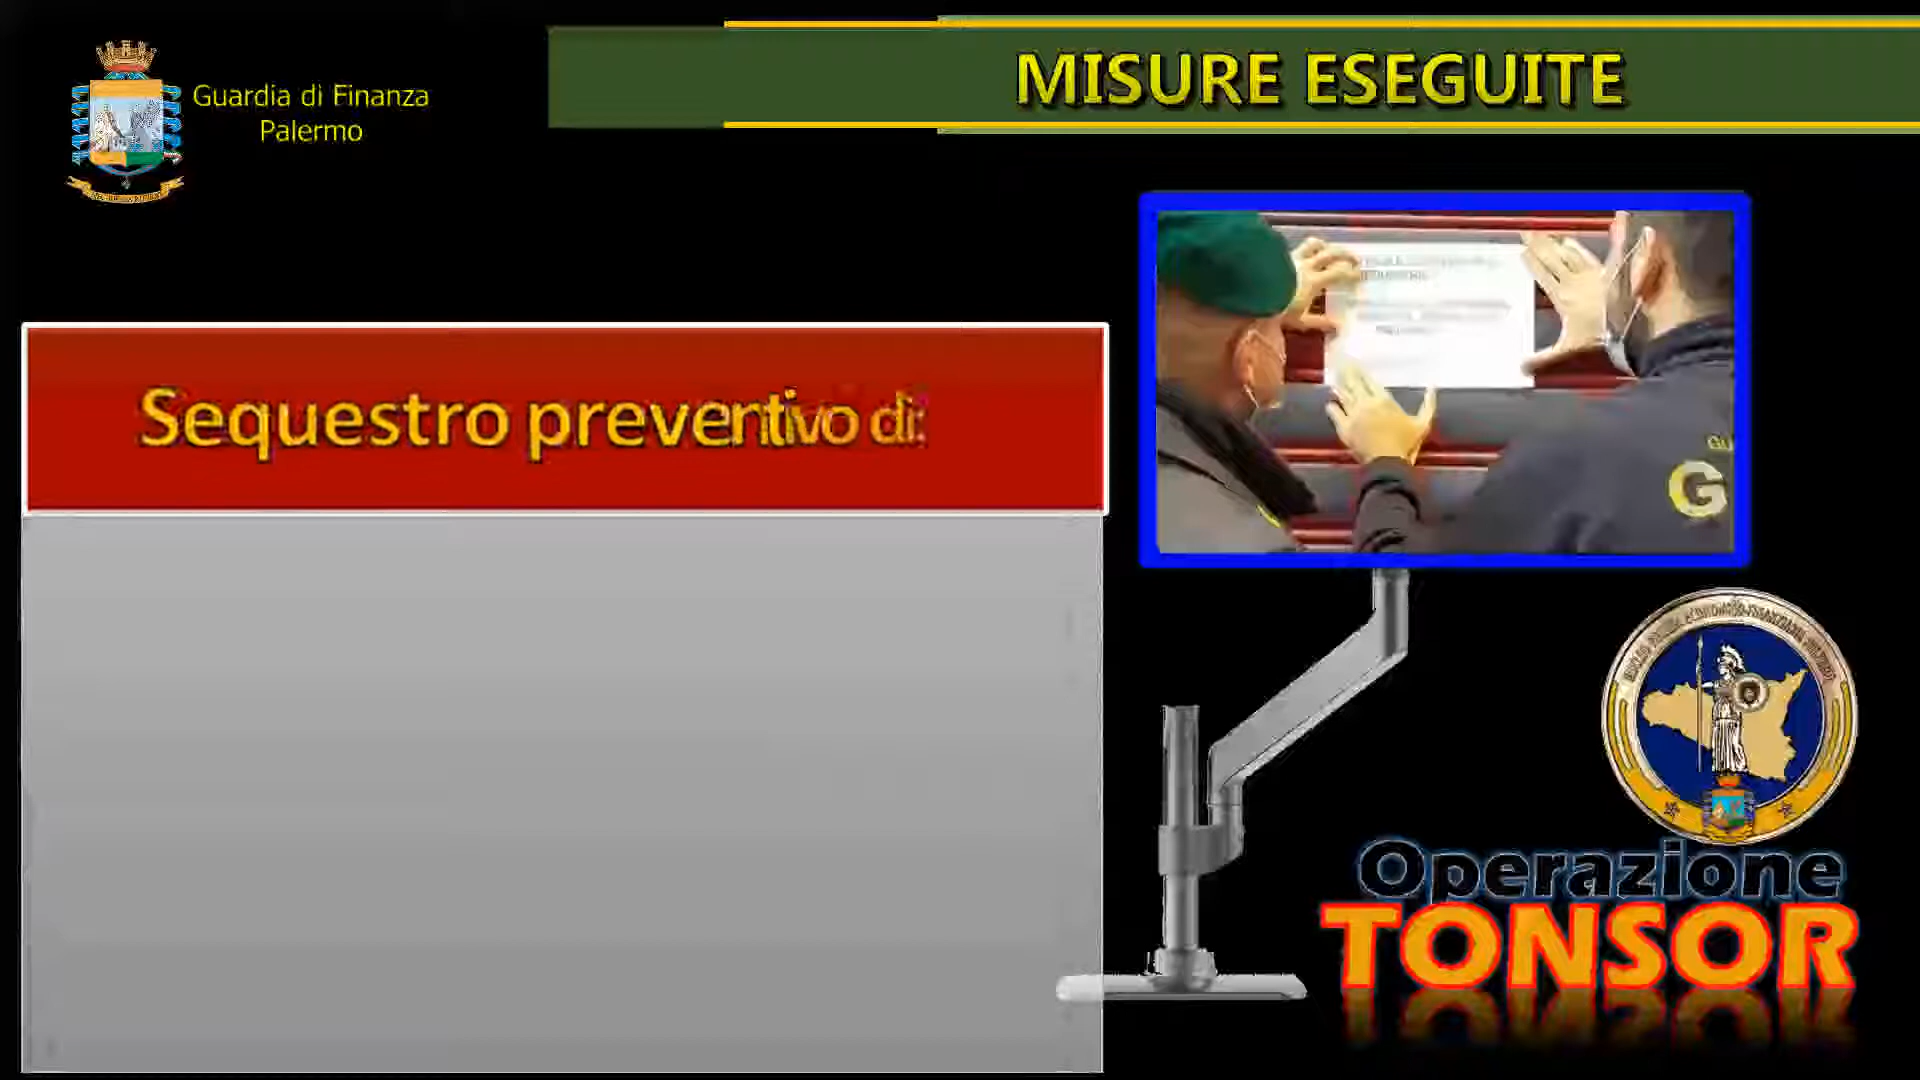 Guardia di Finanza
Palermo
MISURE ESEGUITE
Sequestro preventivo di:
G
Operazione
TONSOR